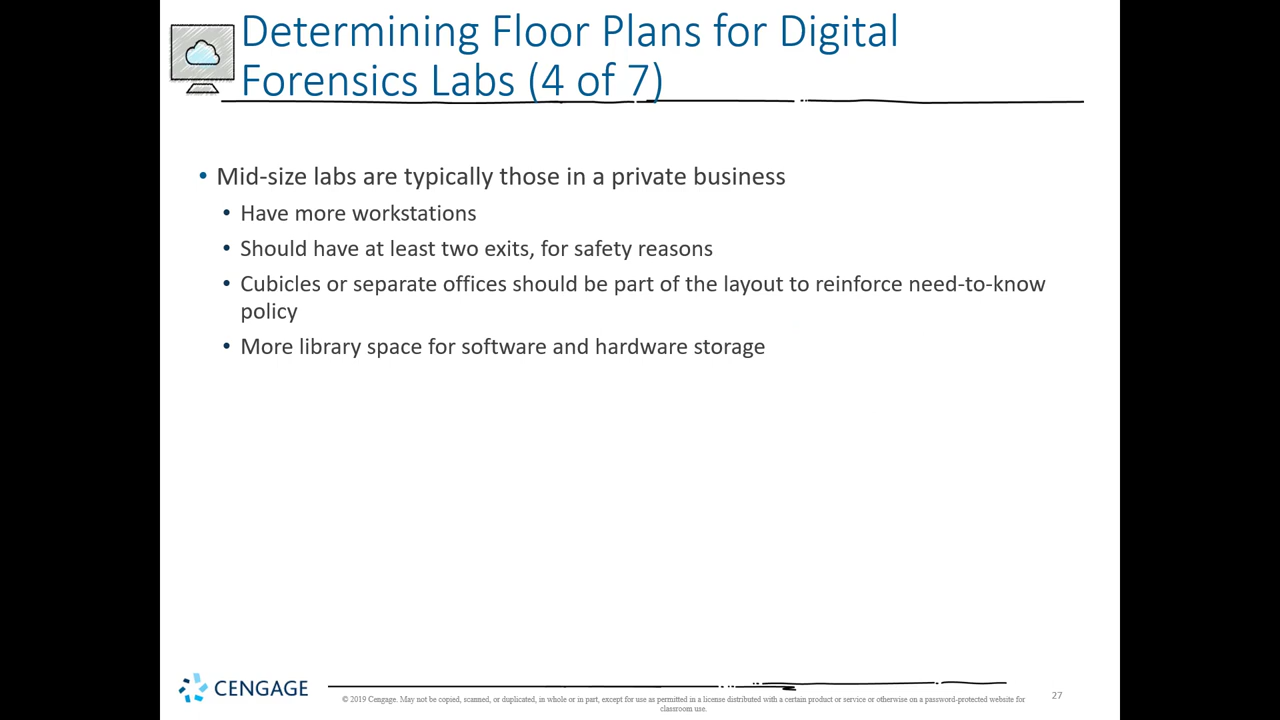 Determining Floor Plans for Digital
Forensics Labs (4 of 7)
• Mid-size labs are typically those in a private business
• Have more workstations
• Should have at least two exits, for safety reasons
• Cubicles or separate offices should be part of the layout to reinforce need-to-know
policy
• More library space for software and hardware storage
CENGAGE
© 2019 Cengage. May not be copied, scanned, or duplicated, in whole or in part, except for use as permitted in a license distributed with a certain product or service or otherwise on a password-protected website for
classroom use.
27